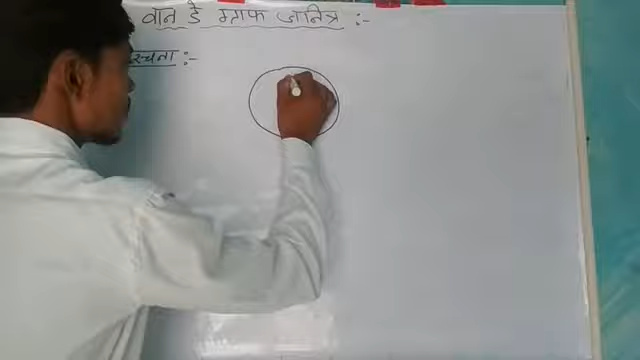 वान डे ग्राफ जनित्र :-
रचना :-